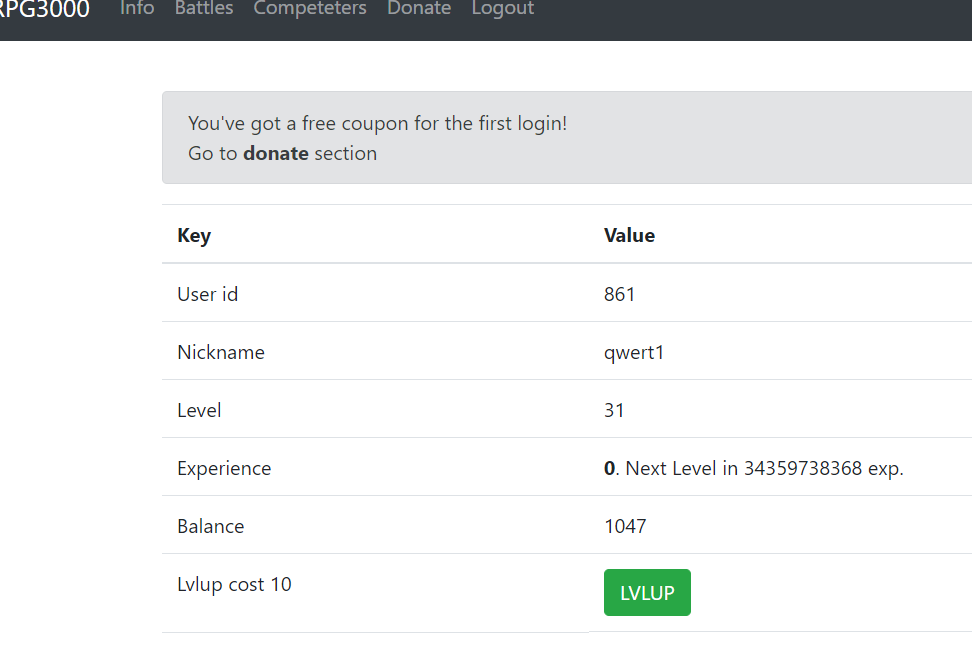 RPG3000 Info Battles Competeters Donate Logout
You've got a free coupon for the first login!
Go to donate section
Key Value
User id 861
Nickname qwert1
Level 31
Experience 0. Next Level in 34359738368 exp.
Balance 1047
Lvlup cost 10 LVLUP